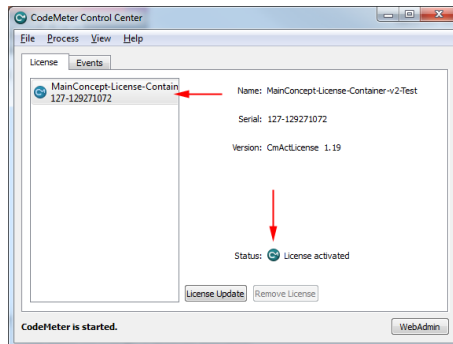 CodeMeter Control Center
File Process View Help
License Events
MainConcept-License-Contain
127-129271072
Name: MainConcept-License-Container-v2-Test
Serial: 127-129271072
Version: CmActLicense 1.19
Status: License activated
License Update Remove License
CodeMeter is started. WebAdmin